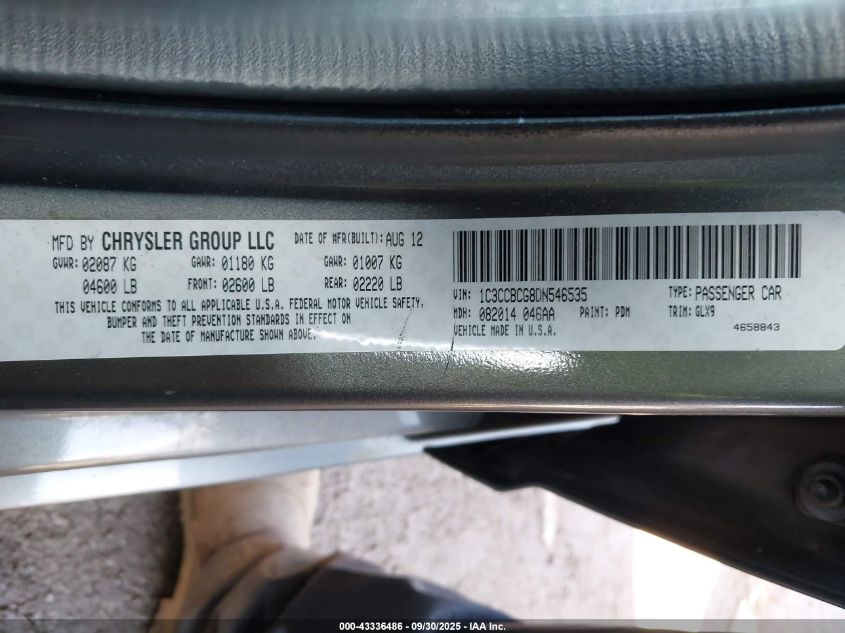 MFD BY CHRYSLER GROUP LLC DATE OF MFR(BUILT): AUG 12
GVWR: 02087 KG GAWR: 01180 KG GAWR: 01007 KG
04600 LB FRONT: 02600 LB REAR: 02220 LB
THIS VEHICLE CONFORMS TO ALL APPLICABLE U.S.A. FEDERAL MOTOR VEHICLE SAFETY,
BUMPER AND THEFT PREVENTION STANDARDS IN EFFECT ON
THE DATE OF MANUFACTURE SHOWN ABOVE.
VIN: 1C3CCBCG8DN546535 TYPE: PASSENGER CAR
MDH: 082014 046AA PAINT: PDM TRIM: GLX9
VEHICLE MADE IN U.S.A. 4658843
000-43336486 - 09/30/2025 - IAA Inc.